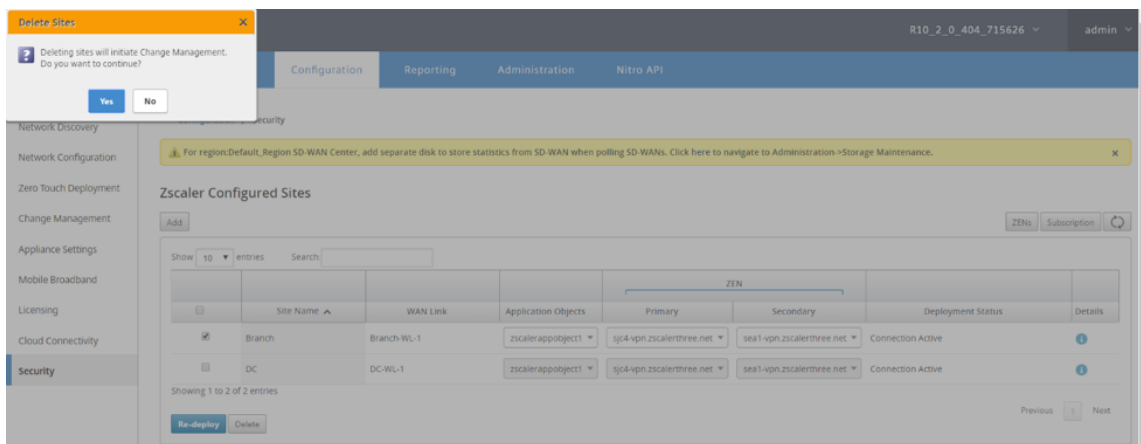 Delete Sites ×
Deleting sites will initiate Change Management.
Do you want to continue?
Yes No
R10_2_0_404_715626 admin
Configuration Reporting Administration Nitro API
Security
For region:Default_Region SD-WAN Center, add separate disk to store statistics from SD-WAN when polling SD-WANs. Click here to navigate to Administration->Storage Maintenance. ×
Network Discovery
Network Configuration
Zero Touch Deployment
Change Management
Appliance Settings
Mobile Broadband
Licensing
Cloud Connectivity
Security
Zscaler Configured Sites
Add ZENs Subscription
Show 10 entries Search:
ZEN
Site Name WAN Link Application Objects Primary Secondary Deployment Status Details
Branch Branch-WL-1 zscalerappobject1 sjc4-vpn.zscalerthree.net sea1-vpn.zscalerthree.net Connection Active
DC DC-WL-1 zscalerappobject1 sjc4-vpn.zscalerthree.net sea1-vpn.zscalerthree.net Connection Active
Showing 1 to 2 of 2 entries
Previous 1 Next
Re-deploy Delete